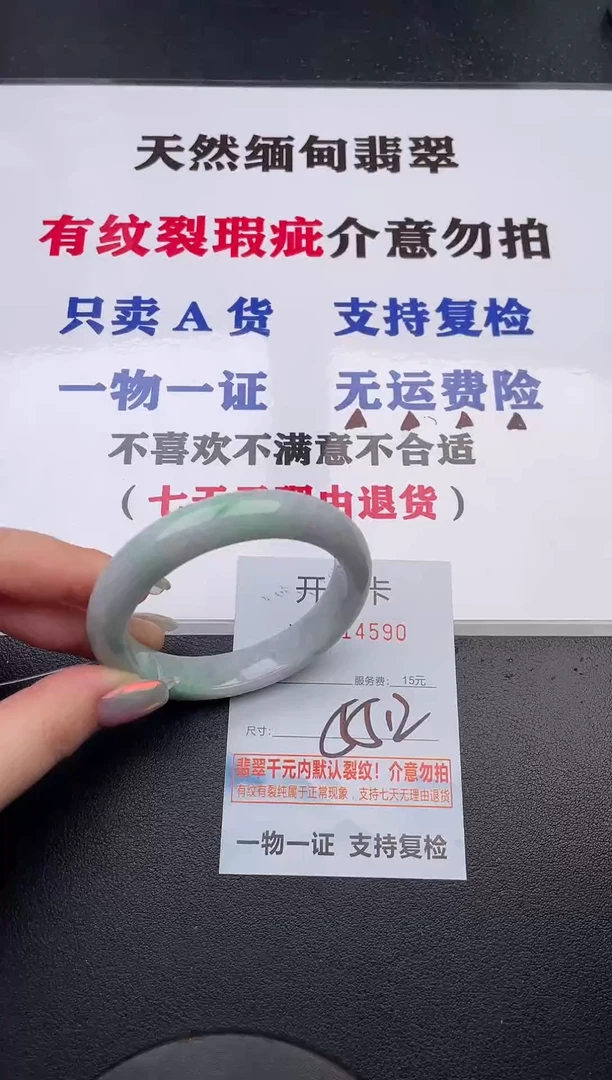 天然缅甸翡翠
有纹裂瑕疵介意勿拍
只卖A货 支持复检
一物一证 无运费险
不喜欢不满意不合适
(七天 由退货)
开 卡
14590
服务费: 15元
尺寸:
翡翠千元内默认裂纹!介意勿拍
有纹有裂纯属于正常现象,支持七天无理由退货
一物一证 支持复检